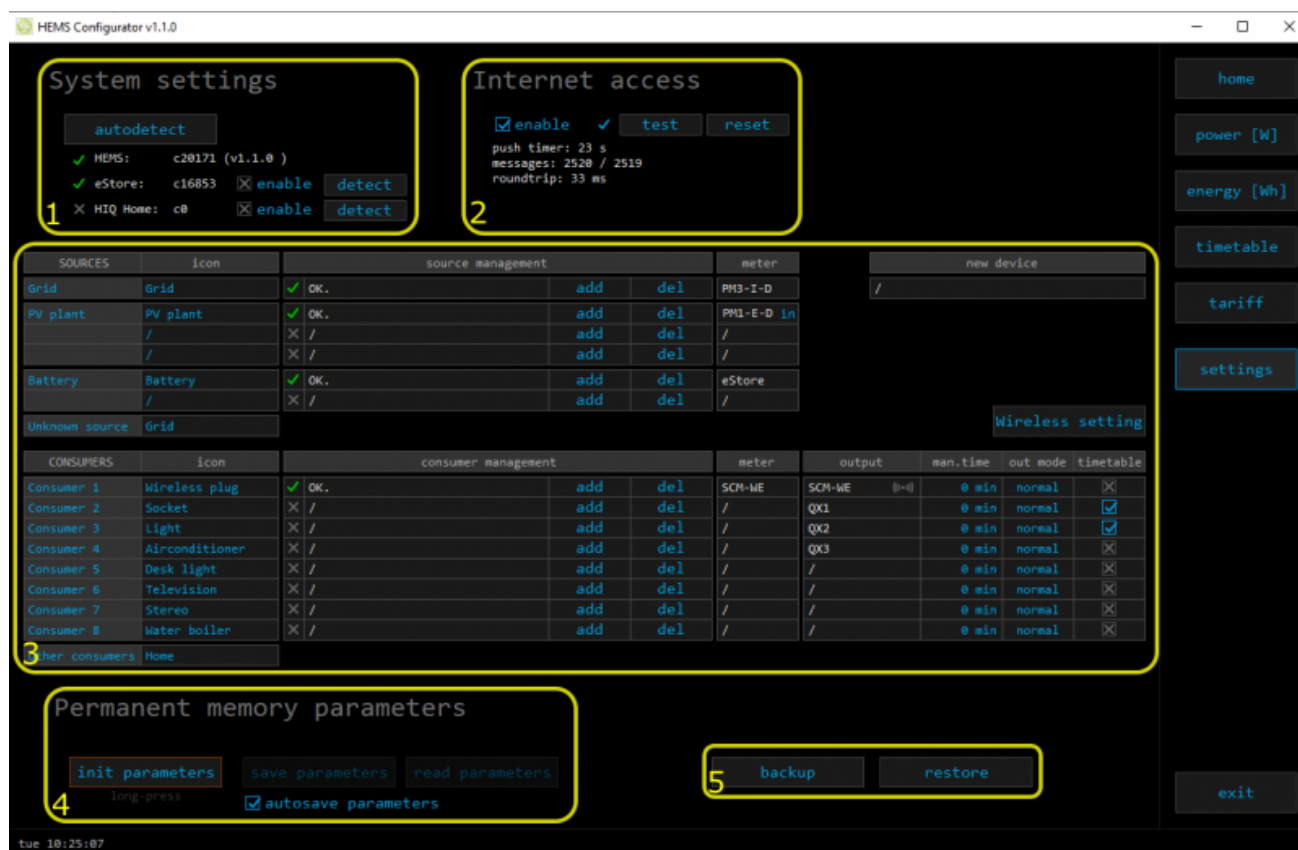 HEMS Configurator v1.1.0
System settings
autodetect
HEMS: c20171 (v1.1.0 )
eStore: c16853 enable detect
HIQ Home: c0 enable detect
1
Internet access
enable test reset
push timer: 23 s
messages: 2520 / 2519
roundtrip: 33 ms
2
home
power [W]
energy [Wh]
timetable
tariff
settings
exit
SOURCES icon source management meter new device
Grid Grid OK. add del PM3-I-D /
PV plant PV plant OK. add del PM1-E-D in
/ / add del /
/ / add del /
Battery Battery OK. add del eStore
/ / add del /
Unknown source Grid
Wireless setting
CONSUMERS icon consumer management meter output man.time out mode timetable
Consumer 1 Wireless plug OK. add del SCM-WE SCM-WE 0 min normal
Consumer 2 Socket / add del / QX1 0 min normal
Consumer 3 Light / add del / QX2 0 min normal
Consumer 4 Airconditioner / add del / QX3 0 min normal
Consumer 5 Desk light / add del / / 0 min normal
Consumer 6 Television / add del / / 0 min normal
Consumer 7 Stereo / add del / / 0 min normal
Consumer 8 Water boiler / add del / / 0 min normal
3
Other consumers Home
Permanent memory parameters
init parameters save parameters read parameters
long-press autosave parameters
4
5
backup restore
tue 10:25:07